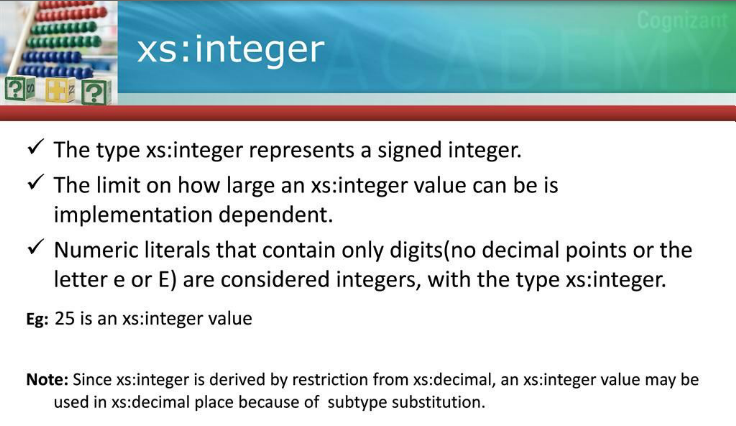 Cognizant
ACADEMY
xs:integer
✓ The type xs:integer represents a signed integer.
✓ The limit on how large an xs:integer value can be is
implementation dependent.
✓ Numeric literals that contain only digits(no decimal points or the
letter e or E) are considered integers, with the type xs:integer.
Eg: 25 is an xs:integer value
Note: Since xs:integer is derived by restriction from xs:decimal, an xs:integer value may be
used in xs:decimal place because of subtype substitution.